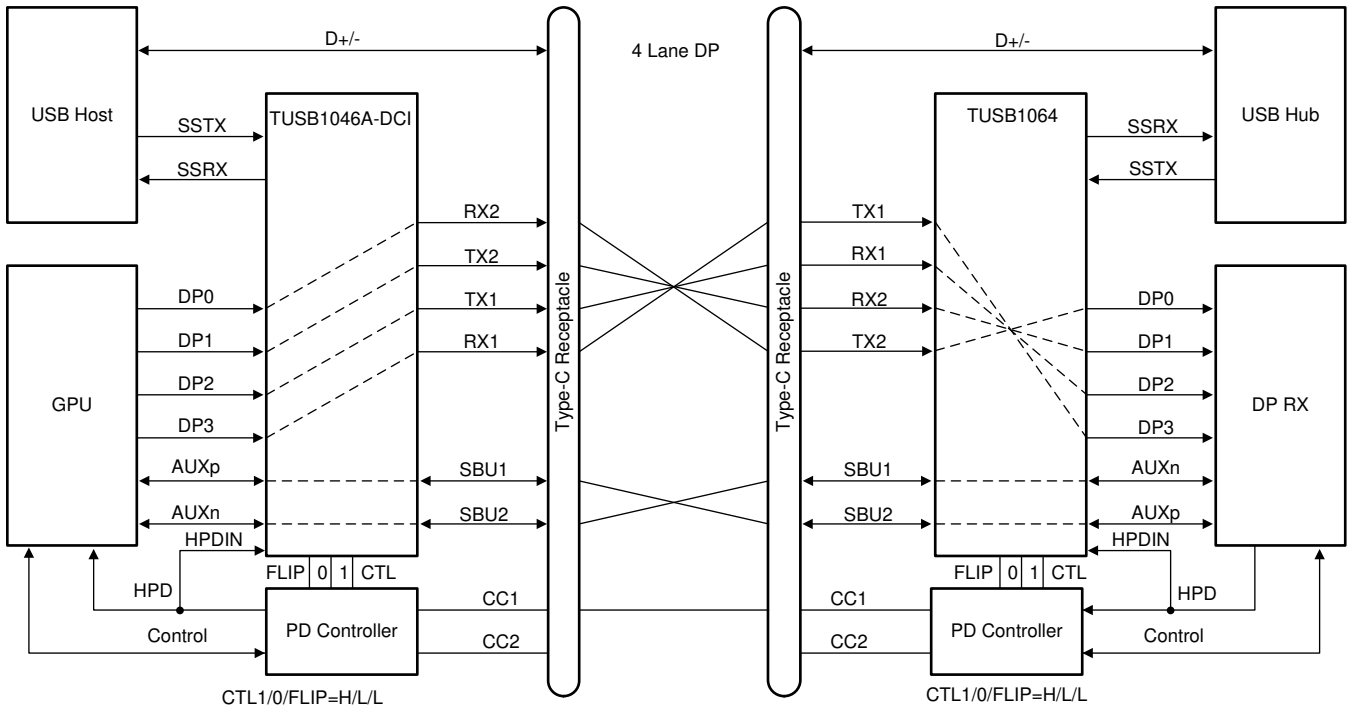 D+/-
4 Lane DP
D+/-
USB Host
TUSB1046A-DCI
TUSB1064
USB Hub
SSTX
SSRX
SSRX
SSTX
RX2
TX1
TX2
RX1
Type-C Receptacle
Type-C Receptacle
DP0
TX1
RX2
DP0
DP1
RX1
TX2
DP1
GPU
DP2
DP2
DP RX
DP3
DP3
AUXp
SBU1
SBU1
AUXn
AUXn
SBU2
SBU2
AUXp
HPDIN
HPDIN
FLIP 0 1 CTL
FLIP 0 1 CTL
HPD
CC1
CC1
HPD
PD Controller
PD Controller
Control
CC2
CC2
Control
CTL1/0/FLIP=H/L/L
CTL1/0/FLIP=H/L/L